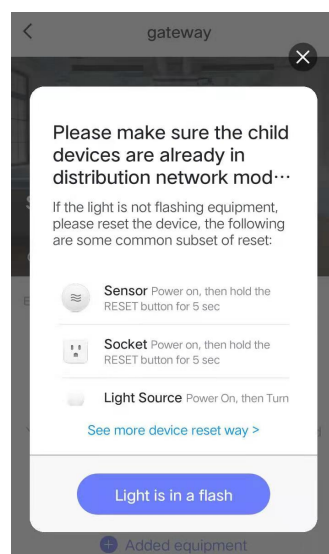 gateway
Please make sure the child
devices are already in
distribution network mod···
If the light is not flashing equipment,
please reset the device, the following
are some common subset of reset:
Sensor Power on, then hold the
RESET button for 5 sec
Socket Power on, then hold the
RESET button for 5 sec
Light Source Power On, then Turn
See more device reset way >
Light is in a flash
Added equipment